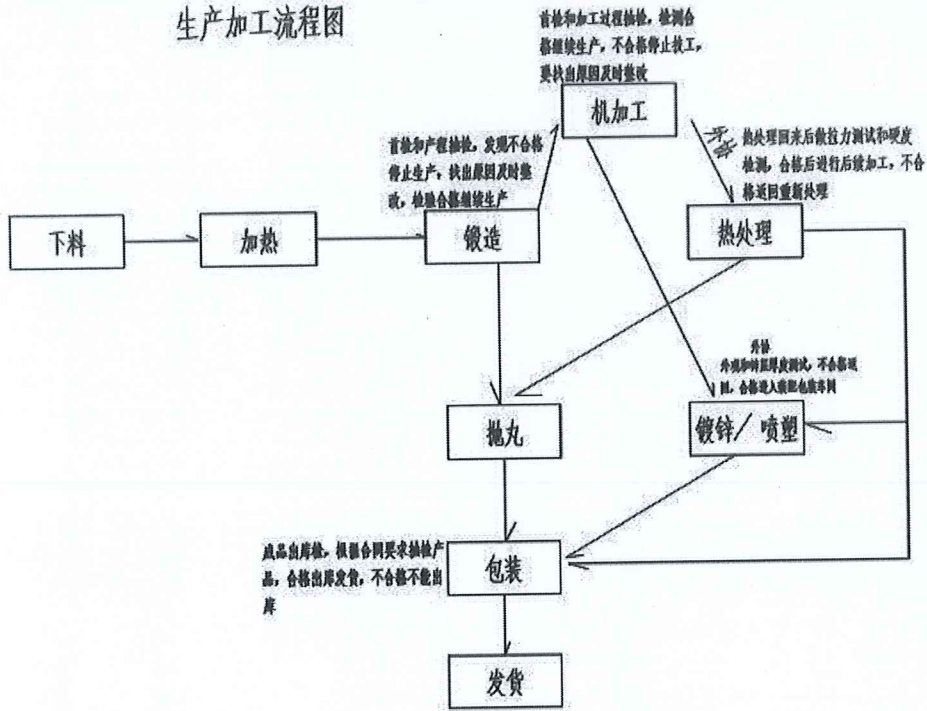 生产加工流程图
首检和加工过程抽检，检测合
格继续生产，不合格停止技工，
要找出原因及时整改
机加工
外协
热处理回来后做拉力测试和硬度
检测，合格后进行后续加工，不合
格返回重新处理
首检和产程抽检，发现不合格
停止生产，找出原因及时整
改，检验合格继续生产
下料
加热
锻造
热处理
外协
外观和锌层厚度测试，不合格返
回，合格进入装配包装车间
抛丸
镀锌/ 喷塑
成品出库检，根据合同要求抽检产
品，合格出库发货，不合格不能出
库
包装
发货